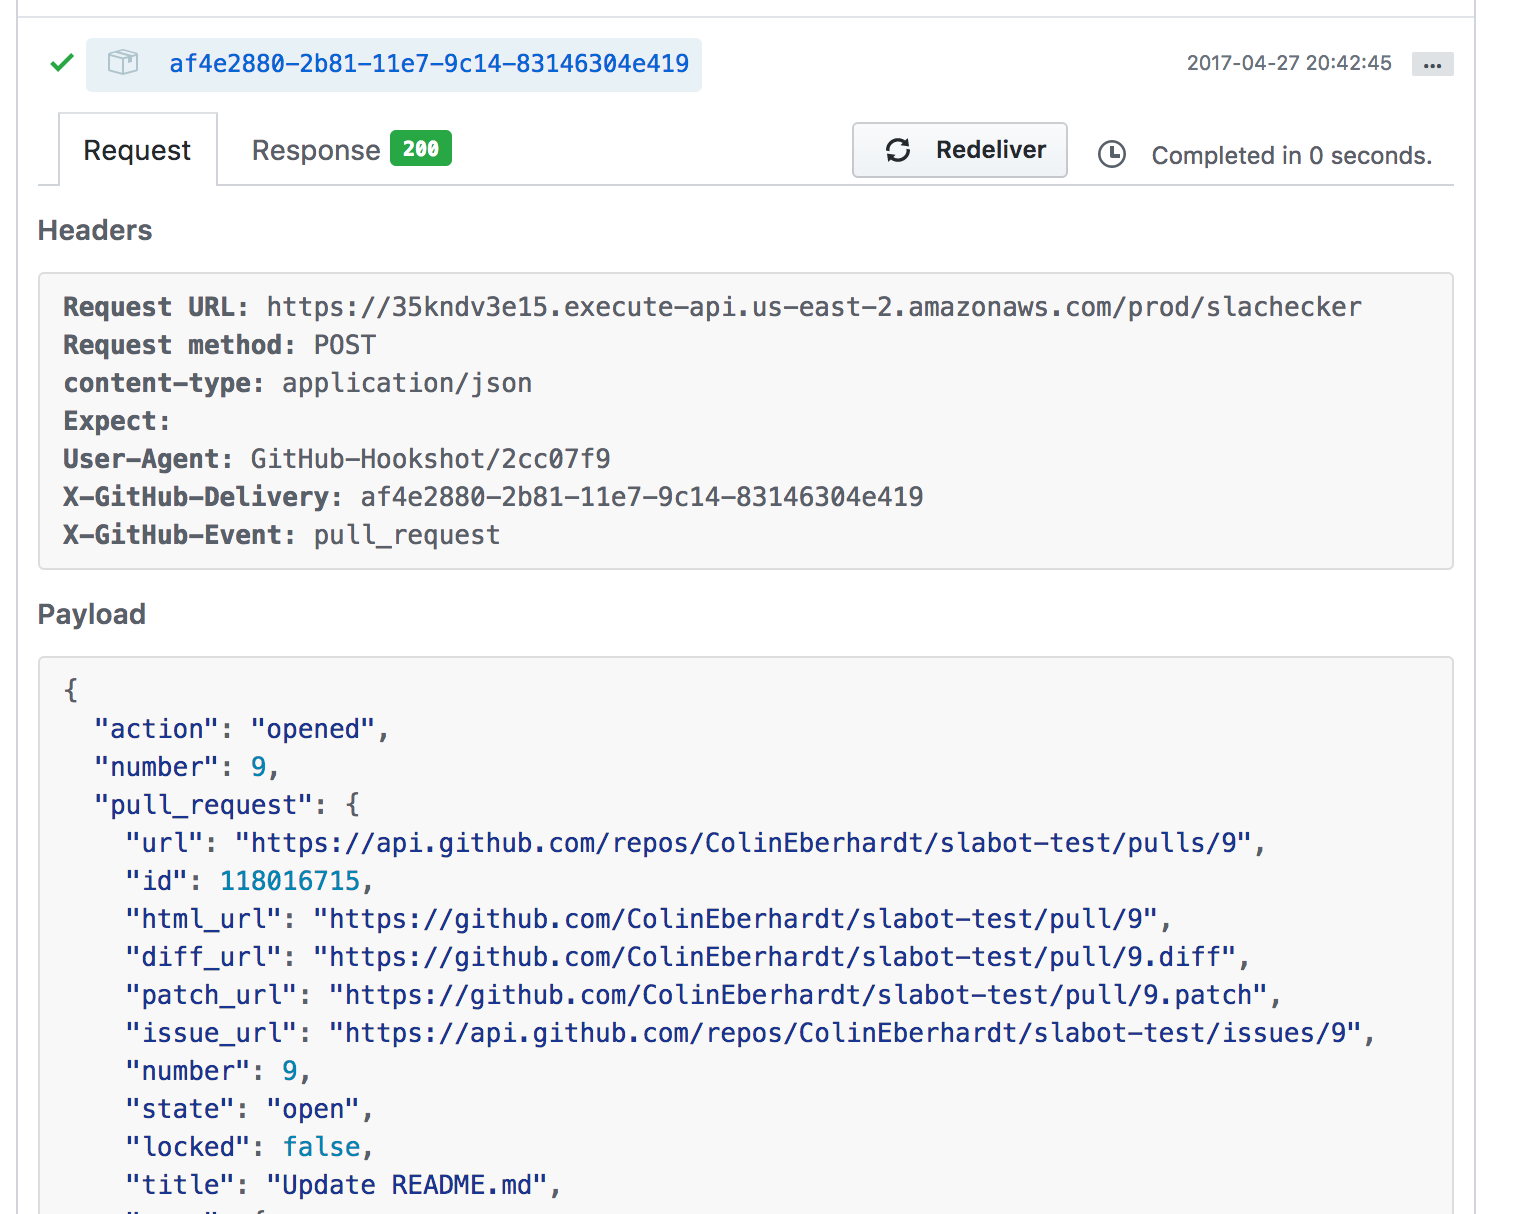 af4e2880-2b81-11e7-9c14-83146304e419 2017-04-27 20:42:45 ...
Request Response 200 Redeliver Completed in 0 seconds.
Headers
Request URL: https://35kndv3e15.execute-api.us-east-2.amazonaws.com/prod/slachecker
Request method: POST
content-type: application/json
Expect:
User-Agent: GitHub-Hookshot/2cc07f9
X-GitHub-Delivery: af4e2880-2b81-11e7-9c14-83146304e419
X-GitHub-Event: pull_request
Payload
{
"action": "opened",
"number": 9,
"pull_request": {
"url": "https://api.github.com/repos/ColinEberhardt/slabot-test/pulls/9",
"id": 118016715,
"html_url": "https://github.com/ColinEberhardt/slabot-test/pull/9",
"diff_url": "https://github.com/ColinEberhardt/slabot-test/pull/9.diff",
"patch_url": "https://github.com/ColinEberhardt/slabot-test/pull/9.patch",
"issue_url": "https://api.github.com/repos/ColinEberhardt/slabot-test/issues/9",
"number": 9,
"state": "open",
"locked": false,
"title": "Update README.md",